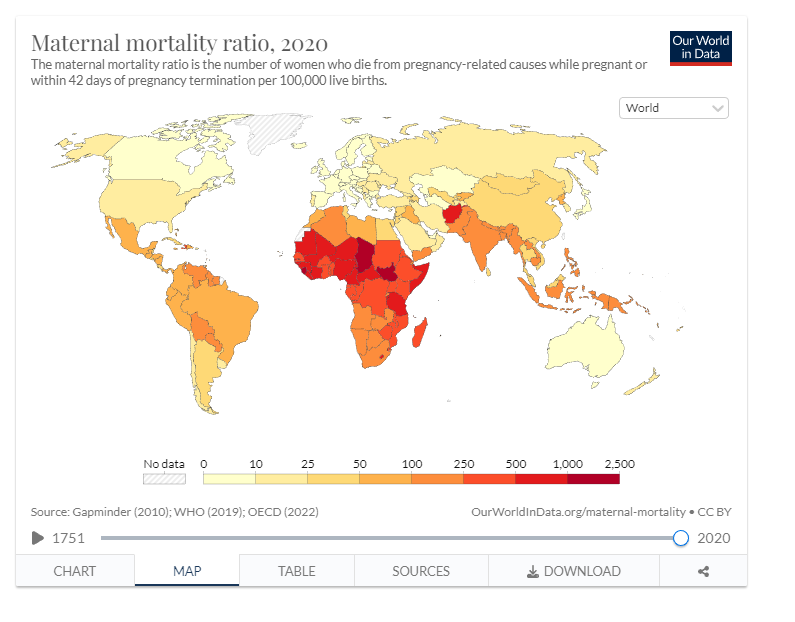 Maternal mortality ratio, 2020
Our World
in Data
The maternal mortality ratio is the number of women who die from pregnancy-related causes while pregnant or
within 42 days of pregnancy termination per 100,000 live births.
World
No data 0 10 25 50 100 250 500 1,000 2,500
Source: Gapminder (2010); WHO (2019); OECD (2022)
OurWorldInData.org/maternal-mortality • CC BY
1751 2020
CHART MAP TABLE SOURCES DOWNLOAD